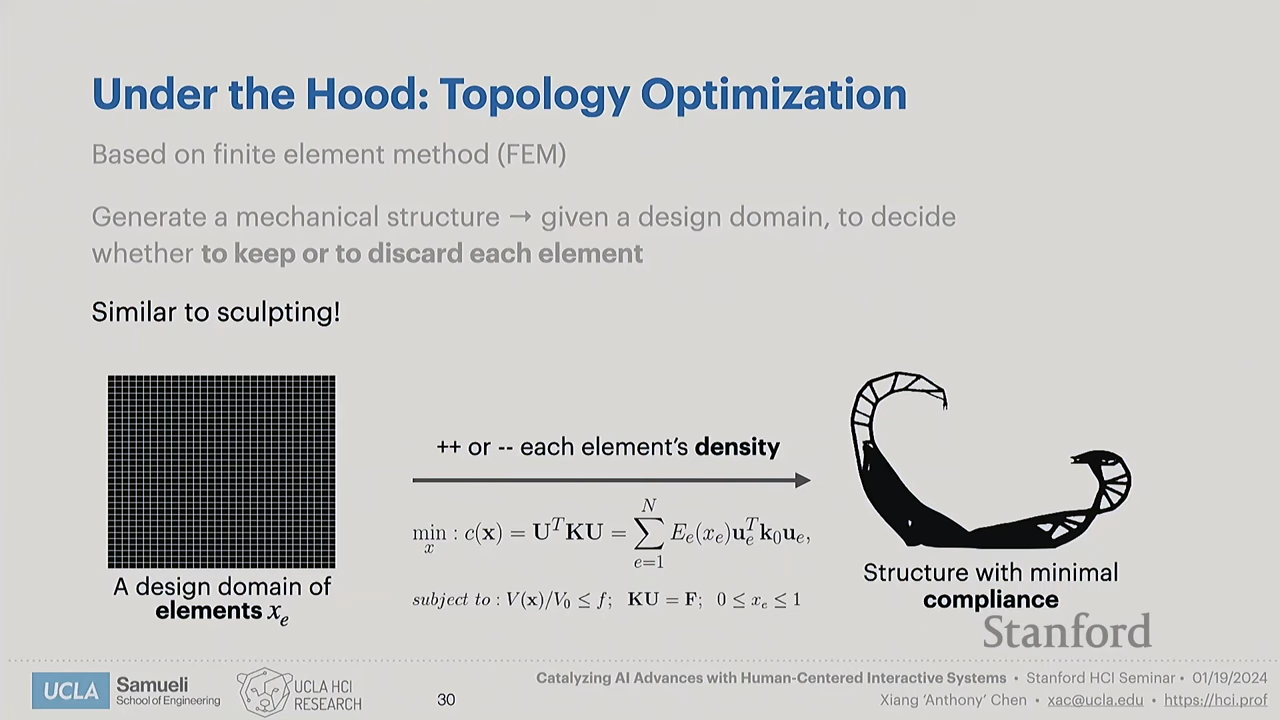 Under the Hood: Topology Optimization
Based on finite element method (FEM)
Generate a mechanical structure → given a design domain, to decide
whether to keep or to discard each element
Similar to sculpting!
++ or -- each element's density
min x : c(x) = U^T KU = ∑_{e=1}^{N} E_e(x_e)u_e^T k_0 u_e,
subject to : V(x)/V_0 ≤ f; KU = F; 0 ≤ x_e ≤ 1
A design domain of
elements x_e
Structure with minimal
compliance
Stanford
UCLA
Samueli
School of Engineering
UCLA HCI
RESEARCH
30
Catalyzing AI Advances with Human-Centered Interactive Systems • Stanford HCI Seminar • 01/19/2024
Xiang 'Anthony' Chen • xac@ucla.edu • https://hci.prof